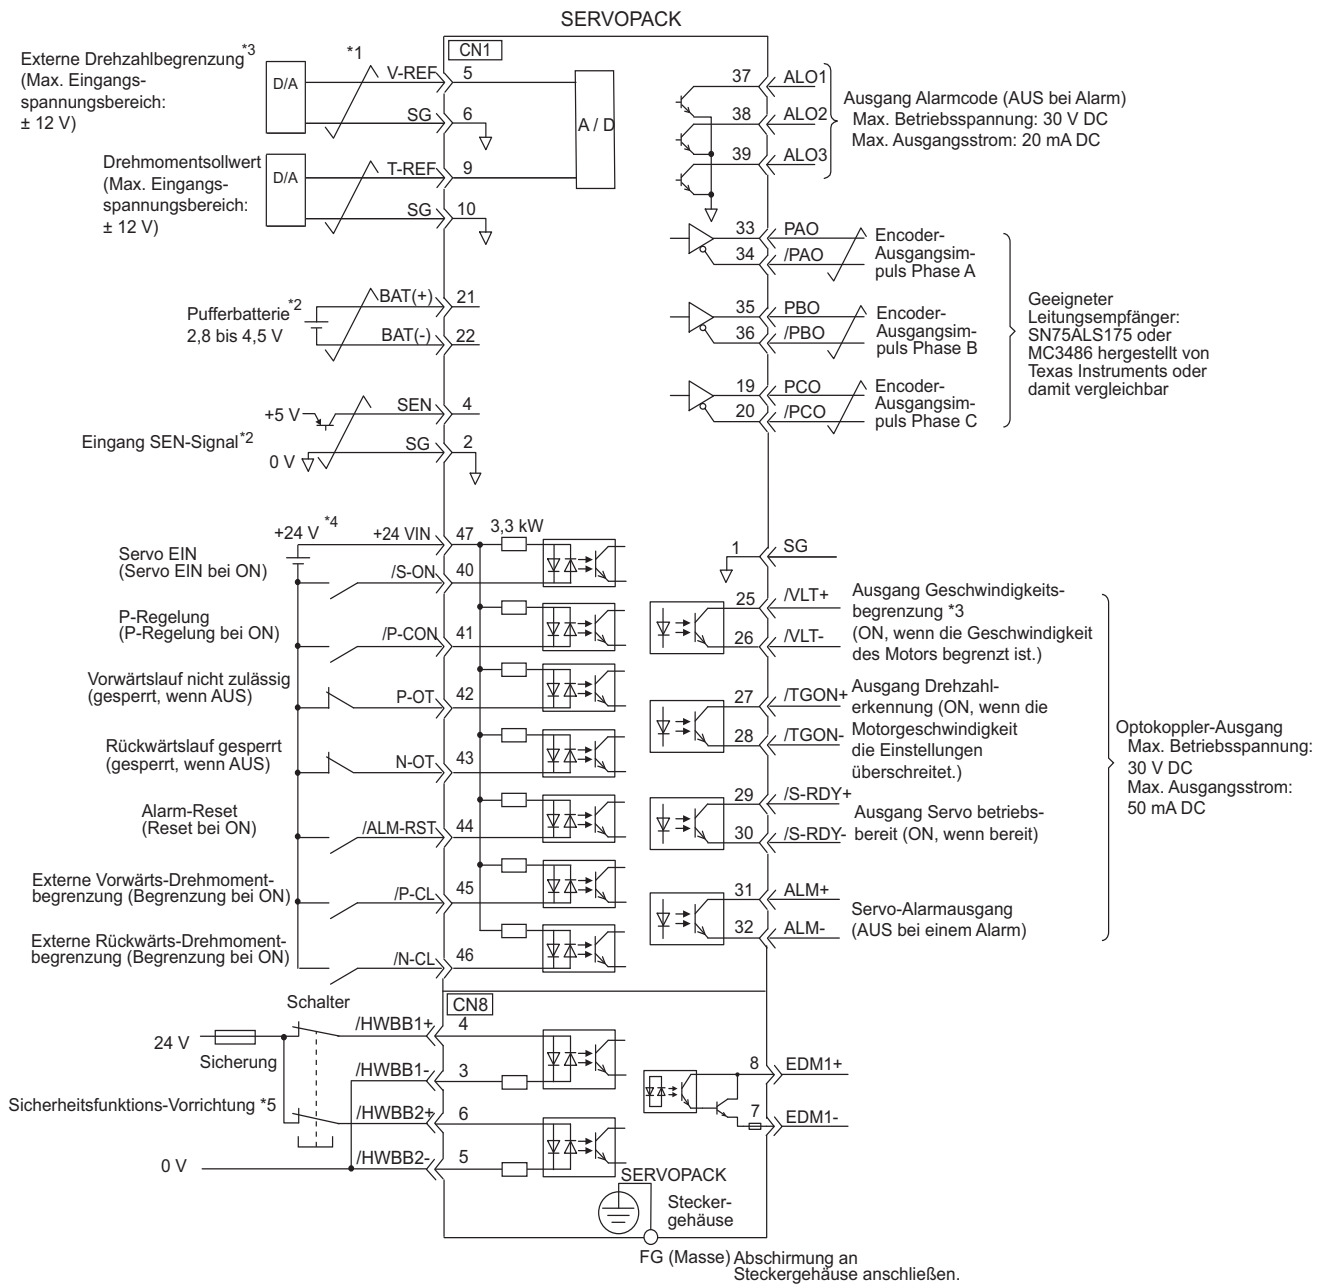 SERVOPACK
CN1
Externe Drehzahlbegrenzung*3
(Max. Eingangs-
spannungsbereich:
± 12 V)
D/A
*1
V-REF
5
SG
6
A / D
Drehmomentsollwert
(Max. Eingangs-
spannungsbereich:
± 12 V)
D/A
T-REF
9
SG
10
Pufferbatterie*2
2,8 bis 4,5 V
BAT(+)
21
BAT(-)
22
+5 V
SEN
4
Eingang SEN-Signal*2
0 V
SG
2
+24 V *4
+24 VIN
47
3,3 kW
Servo EIN
(Servo EIN bei ON)
/S-ON
40
P-Regelung
(P-Regelung bei ON)
/P-CON
41
Vorwärtslauf nicht zulässig
(gesperrt, wenn AUS)
P-OT
42
Rückwärtslauf gesperrt
(gesperrt, wenn AUS)
N-OT
43
Alarm-Reset
(Reset bei ON)
/ALM-RST
44
Externe Vorwärts-Drehmoment-
begrenzung (Begrenzung bei ON)
/P-CL
45
Externe Rückwärts-Drehmoment-
begrenzung (Begrenzung bei ON)
/N-CL
46
37
ALO1
38
ALO2
39
ALO3
Ausgang Alarmcode (AUS bei Alarm)
Max. Betriebsspannung: 30 V DC
Max. Ausgangsstrom: 20 mA DC
33
PAO
34
/PAO
Encoder-
Ausgangsim-
puls Phase A
35
PBO
36
/PBO
Encoder-
Ausgangsim-
puls Phase B
19
PCO
20
/PCO
Encoder-
Ausgangsim-
puls Phase C
Geeigneter
Leitungsempfänger:
SN75ALS175 oder
MC3486 hergestellt von
Texas Instruments oder
damit vergleichbar
1
SG
25
/VLT+
26
/VLT-
Ausgang Geschwindigkeits-
begrenzung *3
(ON, wenn die Geschwindigkeit
des Motors begrenzt ist.)
27
/TGON+
28
/TGON-
Ausgang Drehzahl-
erkennung (ON, wenn die
Motorgeschwindigkeit
die Einstellungen
überschreitet.)
29
/S-RDY+
30
/S-RDY-
Ausgang Servo betriebs-
bereit (ON, wenn bereit)
31
ALM+
32
ALM-
Servo-Alarmausgang
(AUS bei einem Alarm)
Optokoppler-Ausgang
Max. Betriebsspannung:
30 V DC
Max. Ausgangsstrom:
50 mA DC
CN8
Schalter
24 V
Sicherung
/HWBB1+
4
/HWBB1-
3
Sicherheitsfunktions-Vorrichtung *5
/HWBB2+
6
0 V
/HWBB2-
5
8
EDM1+
7
EDM1-
SERVOPACK
Stecker-
gehäuse
FG (Masse)
Abschirmung an
Steckergehäuse anschließen.